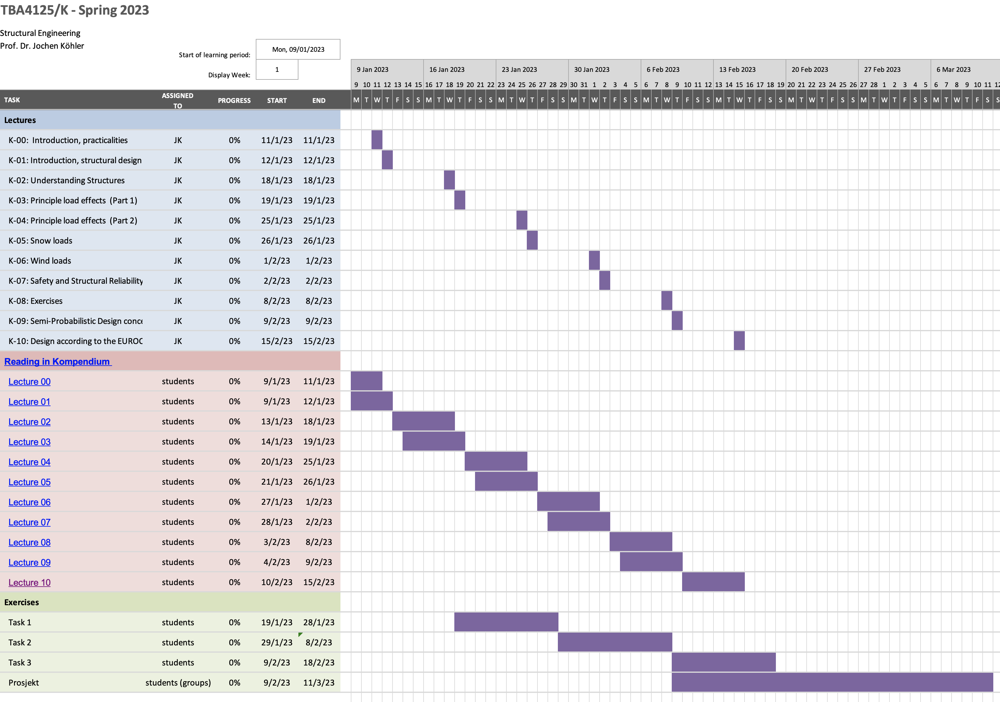 TBA4125/K - Spring 2023
Structural Engineering
Prof. Dr. Jochen Köhler
Start of learning period: Mon, 09/01/2023
Display Week: 1
9 Jan 2023 16 Jan 2023 23 Jan 2023 30 Jan 2023 6 Feb 2023 13 Feb 2023 20 Feb 2023 27 Feb 2023 6 Mar 2023
9 10 11 12 13 14 15 16 17 18 19 20 21 22 23 24 25 26 27 28 29 30 31 1 2 3 4 5 6 7 8 9 10 11 12 13 14 15 16 17 18 19 20 21 22 23 24 25 26 27 28 1 2 3 4 5 6 7 8 9 10 11 12
TASK ASSIGNED TO PROGRESS START END M T W T F S S M T W T F S S M T W T F S S M T W T F S S M T W T F S S M T W T F S S M T W T F S S M T W T F S S M T W T F S S
Lectures
K-00: Introduction, practicalities JK 0% 11/1/23 11/1/23
K-01: Introduction, structural design JK 0% 12/1/23 12/1/23
K-02: Understanding Structures JK 0% 18/1/23 18/1/23
K-03: Principle load effects (Part 1) JK 0% 19/1/23 19/1/23
K-04: Principle load effects (Part 2) JK 0% 25/1/23 25/1/23
K-05: Snow loads JK 0% 26/1/23 26/1/23
K-06: Wind loads JK 0% 1/2/23 1/2/23
K-07: Safety and Structural Reliability JK 0% 2/2/23 2/2/23
K-08: Exercises JK 0% 8/2/23 8/2/23
K-09: Semi-Probabilistic Design conce JK 0% 9/2/23 9/2/23
K-10: Design according to the EUROC JK 0% 15/2/23 15/2/23
Reading in Kompendium
Lecture 00 students 0% 9/1/23 11/1/23
Lecture 01 students 0% 9/1/23 12/1/23
Lecture 02 students 0% 13/1/23 18/1/23
Lecture 03 students 0% 14/1/23 19/1/23
Lecture 04 students 0% 20/1/23 25/1/23
Lecture 05 students 0% 21/1/23 26/1/23
Lecture 06 students 0% 27/1/23 1/2/23
Lecture 07 students 0% 28/1/23 2/2/23
Lecture 08 students 0% 3/2/23 8/2/23
Lecture 09 students 0% 4/2/23 9/2/23
Lecture 10 students 0% 10/2/23 15/2/23
Exercises
Task 1 students 0% 19/1/23 28/1/23
Task 2 students 0% 29/1/23 8/2/23
Task 3 students 0% 9/2/23 18/2/23
Prosjekt students (groups) 0% 9/2/23 11/3/23